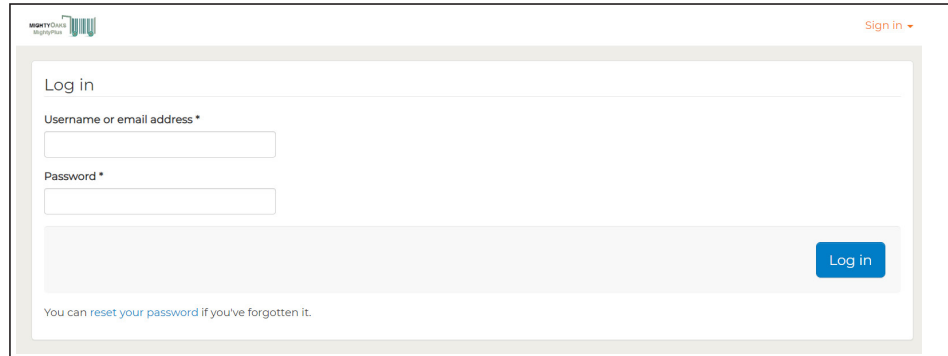 MIGHTYOAKS
MightyPlus
Sign in
Log in
Username or email address *
Password *
Log in
You can reset your password if you've forgotten it.